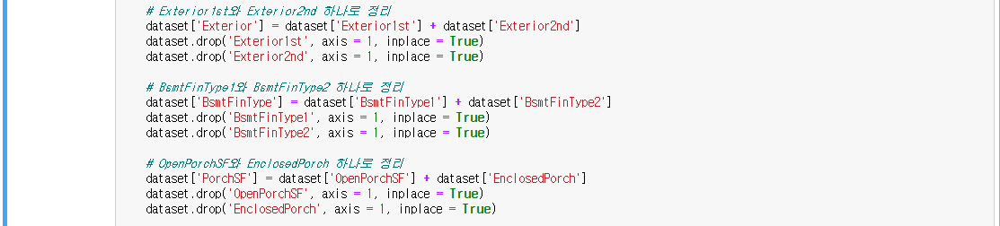 # Exterior1st와 Exterior2nd 하나로 정리
dataset['Exterior'] = dataset['Exterior1st'] + dataset['Exterior2nd']
dataset.drop('Exterior1st', axis = 1, inplace = True)
dataset.drop('Exterior2nd', axis = 1, inplace = True)
# BsmtFinType1와 BsmtFinType2 하나로 정리
dataset['BsmtFinType'] = dataset['BsmtFinType1'] + dataset['BsmtFinType2']
dataset.drop('BsmtFinType1', axis = 1, inplace = True)
dataset.drop('BsmtFinType2', axis = 1, inplace = True)
# OpenPorchSF와 EnclosedPorch 하나로 정리
dataset['PorchSF'] = dataset['OpenPorchSF'] + dataset['EnclosedPorch']
dataset.drop('OpenPorchSF', axis = 1, inplace = True)
dataset.drop('EnclosedPorch', axis = 1, inplace = True)